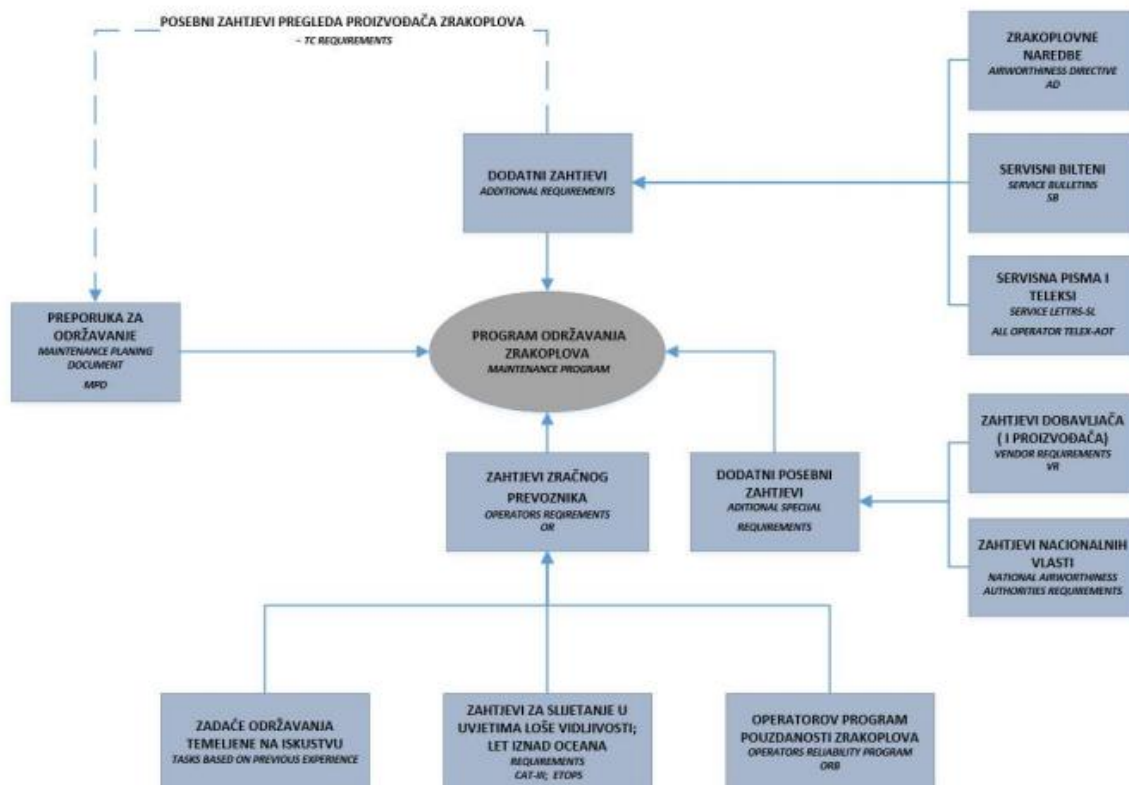 POSEBNI ZAHTJEVI PREGLEDA PROIZVOĐAČA ZRAKOPLOVA
– TC REQUIREMENTS
ZRAKOPLOVNE
NAREDBE
AIRWORTHINESS DIRECTIVE
AD
DODATNI ZAHTJEVI
ADDITIONAL REQUIREMENTS
SERVISNI BILTENI
SERVICE BULLETINS
SB
SERVISNA PISMA I
TELEKSI
SERVICE LETTRS-SL
ALL OPERATOR TELEX-AOT
PREPORUKA ZA
ODRŽAVANJE
MAINTENANCE PLANING
DOCUMENT
MPD
PROGRAM ODRŽAVANJA
ZRAKOPLOVA
MAINTENANCE PROGRAM
ZAHTJEVI ZRAČNOG
PREVOZNIKA
OPERATORS REQIREMENTS
OR
DODATNI POSEBNI
ZAHTJEVI
ADITIONAL SPECIJAL
REQUIREMENTS
ZAHTJEVI DOBAVLJAČA
( I PROIZVOĐAČA)
VENDOR REQUIREMENTS
VR
ZAHTJEVI NACIONALNIH
VLASTI
NATIONAL AIRWORTHINESS
AUTHORITIES REQUIREMENTS
ZADAĆE ODRŽAVANJA
TEMELJENE NA ISKUSTVU
TASKS BASED ON PREVIOUS EXPERIENCE
ZAHTJEVI ZA SLIJETANJE U
UVJETIMA LOŠE VIDLJIVOSTI;
LET IZNAD OCEANA
REQUIREMENTS
CAT-III; ETOPS
OPERATOROV PROGRAM
POUZDANOSTI ZRAKOPLOVA
OPERATORS RELIABILITY PROGRAM
ORB